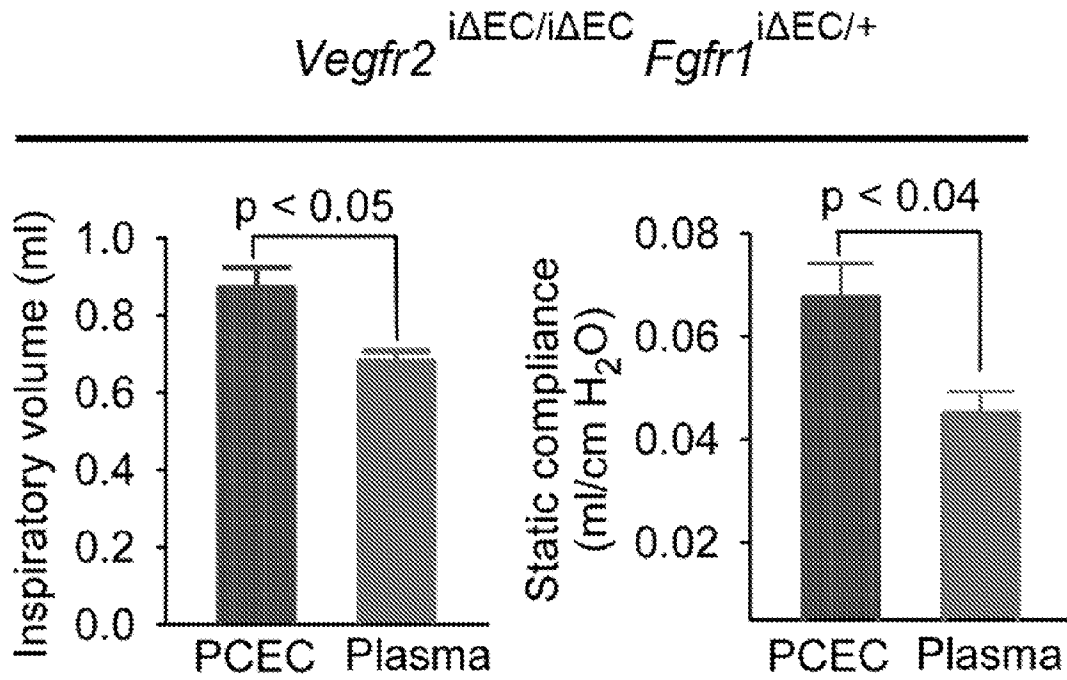 Vegfr2 iΔEC/iΔEC Fgfr1 iΔEC/+
p < 0.05
Inspiratory volume (ml)
1.0
0.8
0.6
0.4
0.2
0.0
PCEC Plasma
p < 0.04
Static compliance
(ml/cm H₂O)
0.08
0.06
0.04
0.02
PCEC Plasma